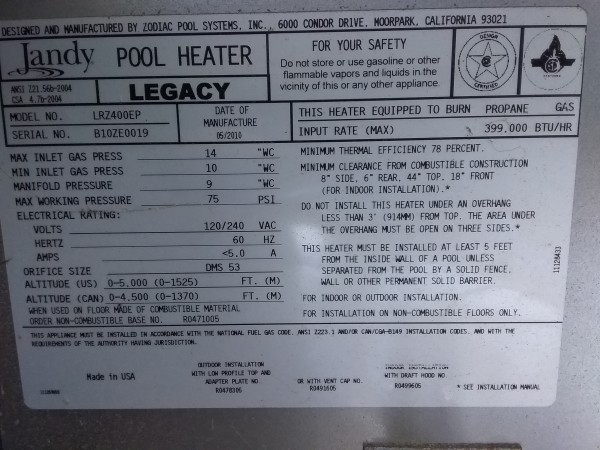 DESIGNED AND MANUFACTURED BY ZODIAC POOL SYSTEMS, INC., 6000 CONDOR DRIVE, MOORPARK, CALIFORNIA 93021
Jandy POOL HEATER
ANSI Z21.56b-2004
CSA 4.7b-2004
LEGACY
FOR YOUR SAFETY
Do not store or use gasoline or other
flammable vapors and liquids in the
vicinity of this or any other appliance.
DESIGN
CERTIFIED
MODEL NO. LRZ400EP
SERIAL NO. B10ZE0019
DATE OF
MANUFACTURE
05/2010
THIS HEATER EQUIPPED TO BURN PROPANE GAS
INPUT RATE (MAX) 399,000 BTU/HR
MAX INLET GAS PRESS 14 "WC
MIN INLET GAS PRESS 10 "WC
MANIFOLD PRESSURE 9 "WC
MAX WORKING PRESSURE 75 PSI
ELECTRICAL RATING:
VOLTS 120/240 VAC
HERTZ 60 HZ
AMPS <5.0 A
ORIFICE SIZE DMS 53
ALTITUDE (US) 0-5,000 (0-1525) FT. (M)
ALTITUDE (CAN) 0-4,500 (0-1370) FT. (M)
WHEN USED ON FLOOR MADE OF COMBUSTIBLE MATERIAL
ORDER NON-COMBUSTIBLE BASE NO. R0471005
MINIMUM THERMAL EFFICIENCY 78 PERCENT.
MINIMUM CLEARANCE FROM COMBUSTIBLE CONSTRUCTION
8" SIDE, 6" REAR, 44" TOP, 18" FRONT
(FOR INDOOR INSTALLATION).*
DO NOT INSTALL THIS HEATER UNDER AN OVERHANG
LESS THAN 3' (914MM) FROM TOP. THE AREA UNDER
THE OVERHANG MUST BE OPEN ON THREE SIDES.*
THIS HEATER MUST BE INSTALLED AT LEAST 5 FEET
FROM THE INSIDE WALL OF A POOL UNLESS
SEPARATED FROM THE POOL BY A SOLID FENCE,
WALL OR OTHER PERMANENT SOLID BARRIER.
FOR INDOOR OR OUTDOOR INSTALLATION.
FOR INSTALLATION ON NON-COMBUSTIBLE FLOORS ONLY.
11128433
THIS APPLIANCE MUST BE INSTALLED IN ACCORDANCE WITH THE NATIONAL FUEL GAS CODE, ANSI Z223.1 AND/OR CAN/CGA-B149 INSTALLATION CODES, AND WITH THE
REQUIREMENTS OF THE AUTHORITY HAVING JURISDICTION.
Made in USA
OUTDOOR INSTALLATION
WITH LOW PROFILE TOP AND
ADAPTER PLATE NO.
R0478305
OR WITH VENT CAP NO.
R0491605
INDOOR INSTALLATION
WITH DRAFT HOOD NO.
R0499605
* SEE INSTALLATION MANUAL